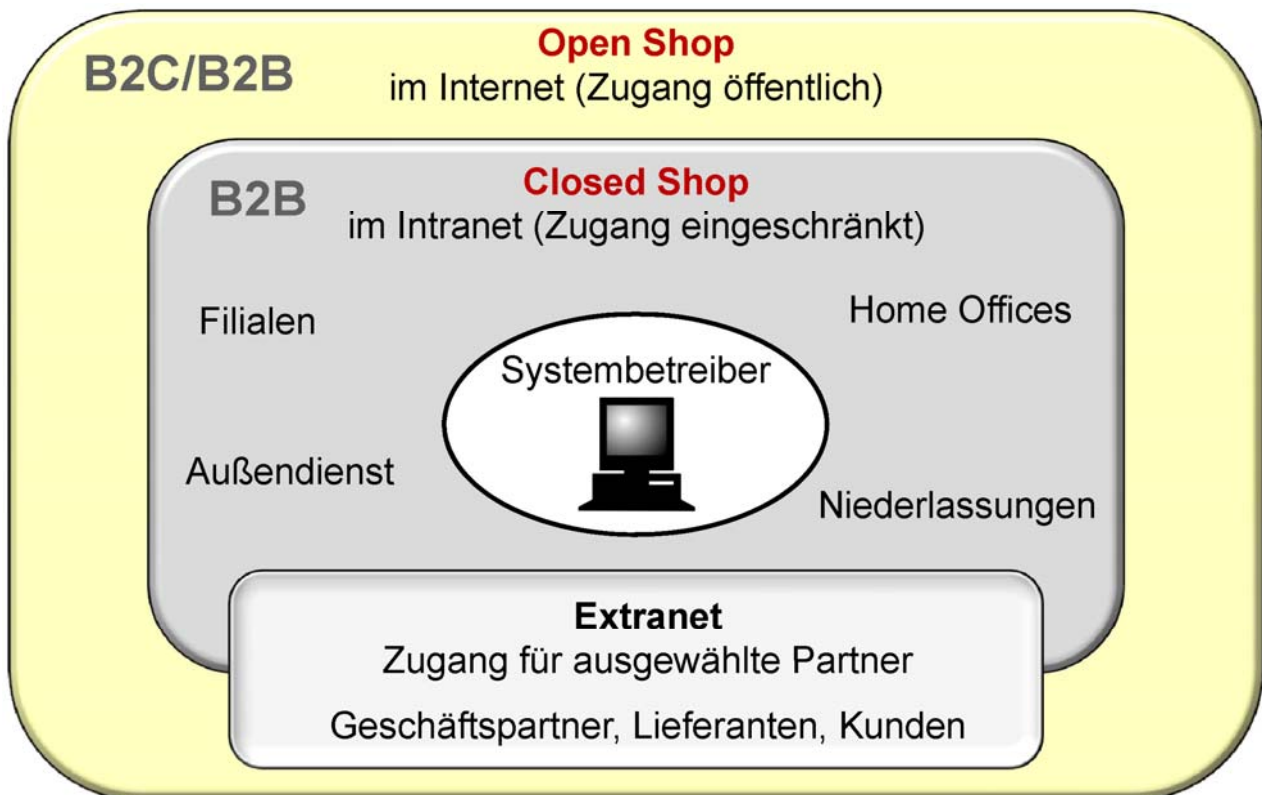 B2C/B2B
Open Shop
im Internet (Zugang öffentlich)
B2B
Closed Shop
im Intranet (Zugang eingeschränkt)
Filialen
Home Offices
Systembetreiber
Außendienst
Niederlassungen
Extranet
Zugang für ausgewählte Partner
Geschäftspartner, Lieferanten, Kunden